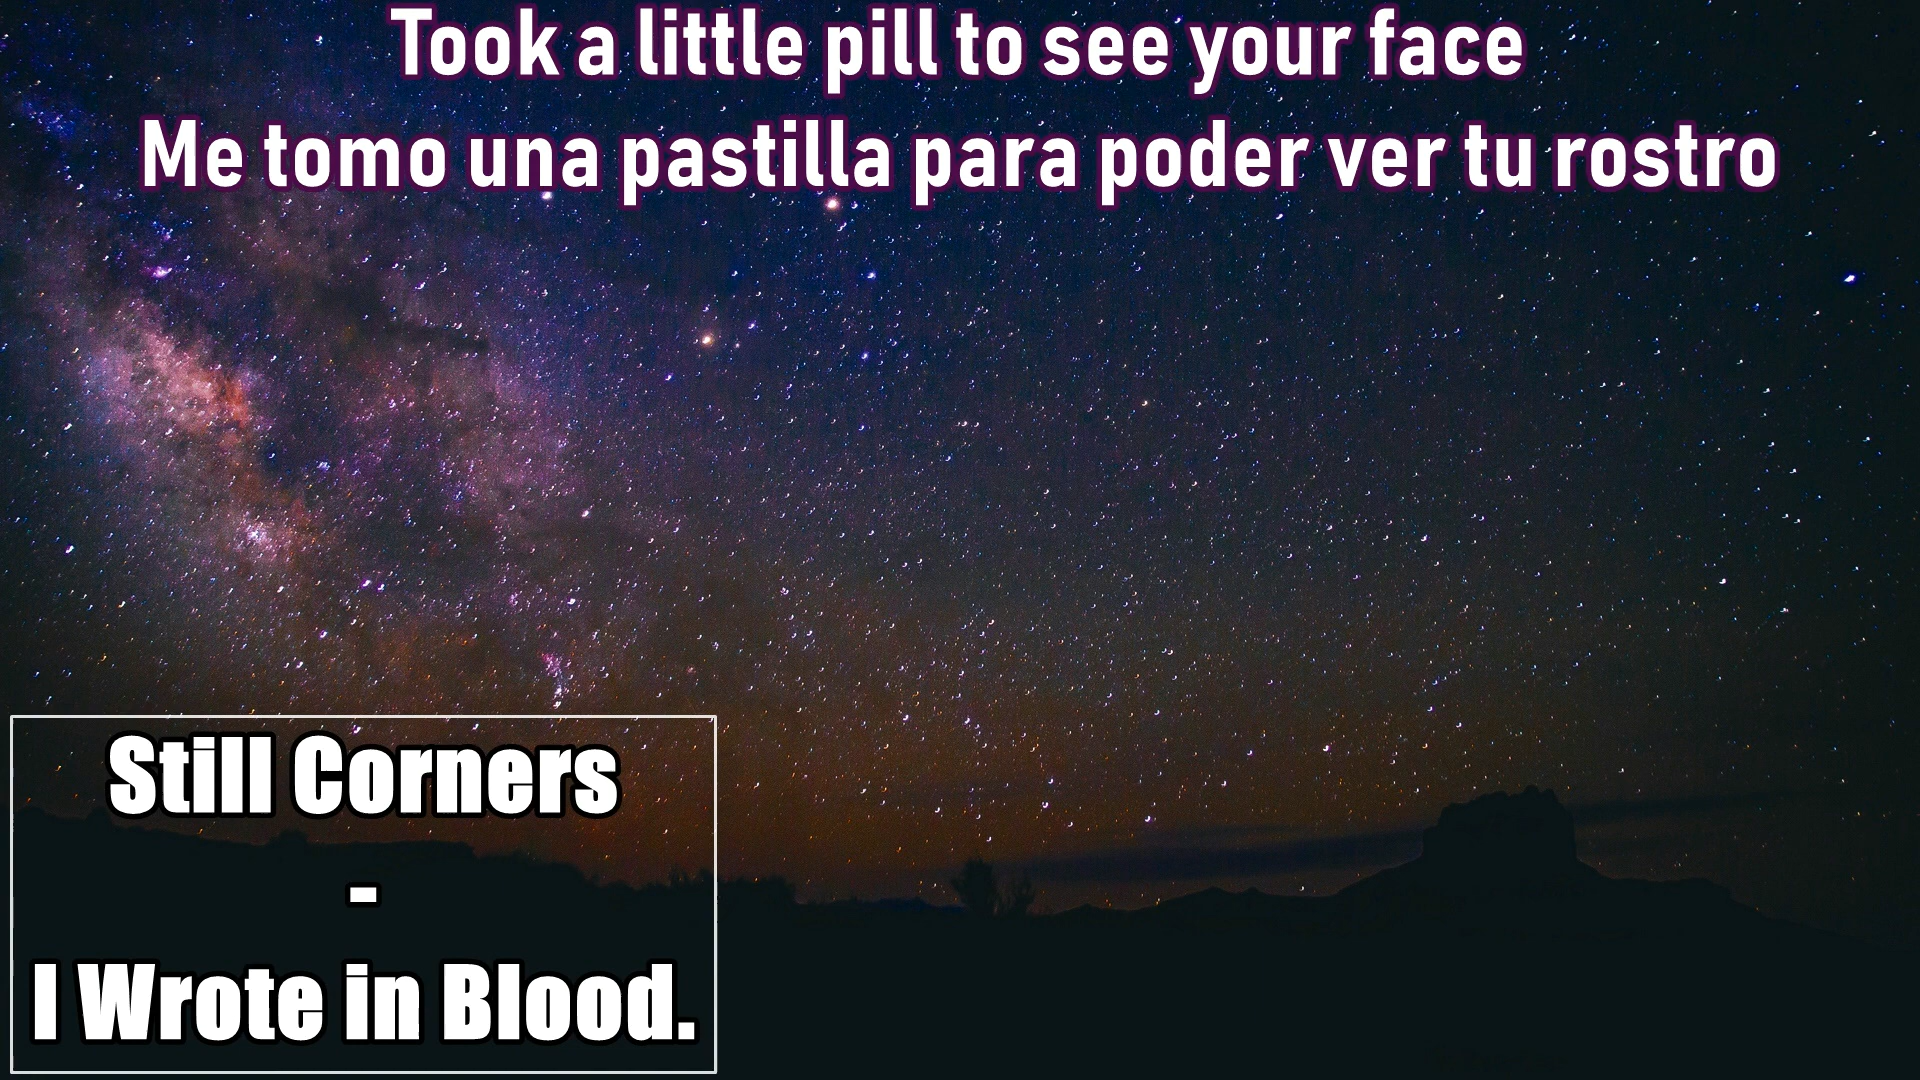 Took a little pill to see your face
Me tomo una pastilla para poder ver tu rostro
Still Corners
-
I Wrote in Blood.